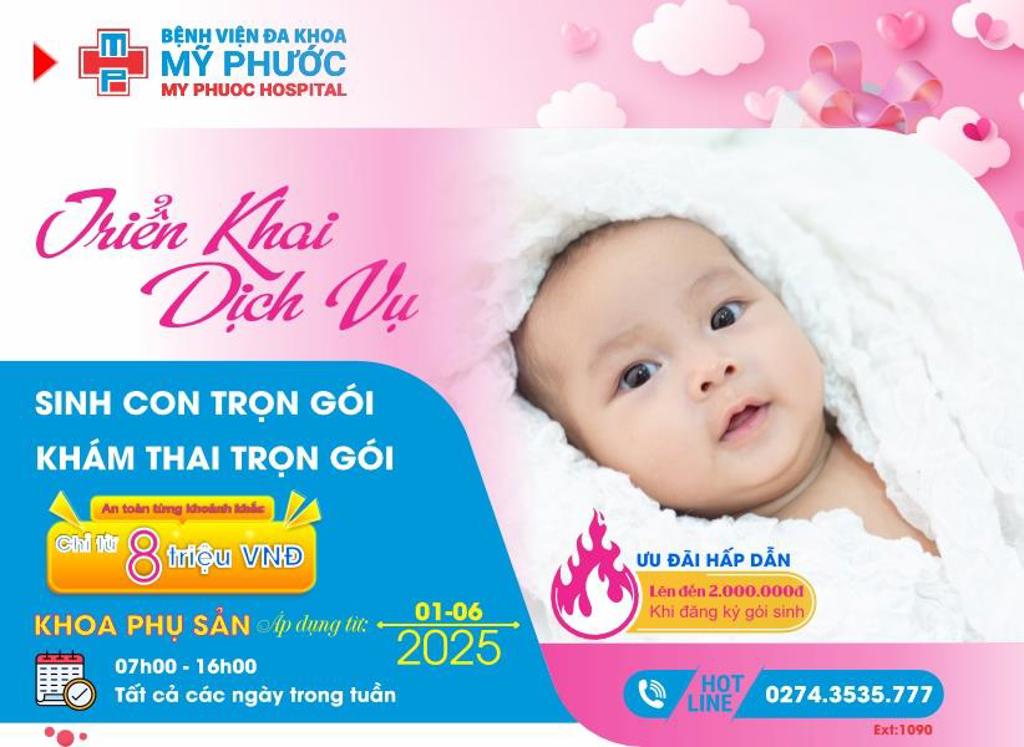 MP
BỆNH VIỆN ĐA KHOA
MỸ PHƯỚC
MY PHUOC HOSPITAL
Triển Khai
Dịch Vụ
SINH CON TRỌN GÓI
KHÁM THAI TRỌN GÓI
An toàn từng khoảnh khắc
Chỉ từ 8 triệu VNĐ
KHOA PHỤ SẢN Áp dụng từ: 01-06
2025
07h00 - 16h00
Tất cả các ngày trong tuần
ƯU ĐÃI HẤP DẪN
Lên đến 2.000.000đ
Khi đăng ký gói sinh
HOT
LINE
0274.3535.777
Ext:1090